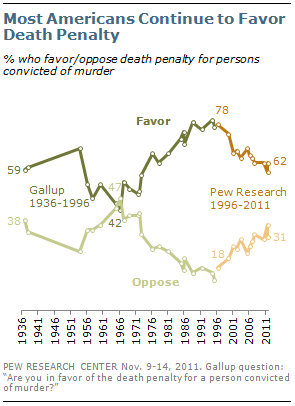 Most Americans Continue to Favor
Death Penalty
% who favor/oppose death penalty for persons
convicted of murder
Favor
78
59
47
62
Gallup
1936-1996
Pew Research
1996-2011
38
42
31
18
Oppose
1936 1941 1946 1951 1956 1961 1966 1971 1976 1981 1986 1991 1996 2001 2006 2011
PEW RESEARCH CENTER Nov. 9-14, 2011. Gallup question:
“Are you in favor of the death penalty for a person convicted
of murder?”